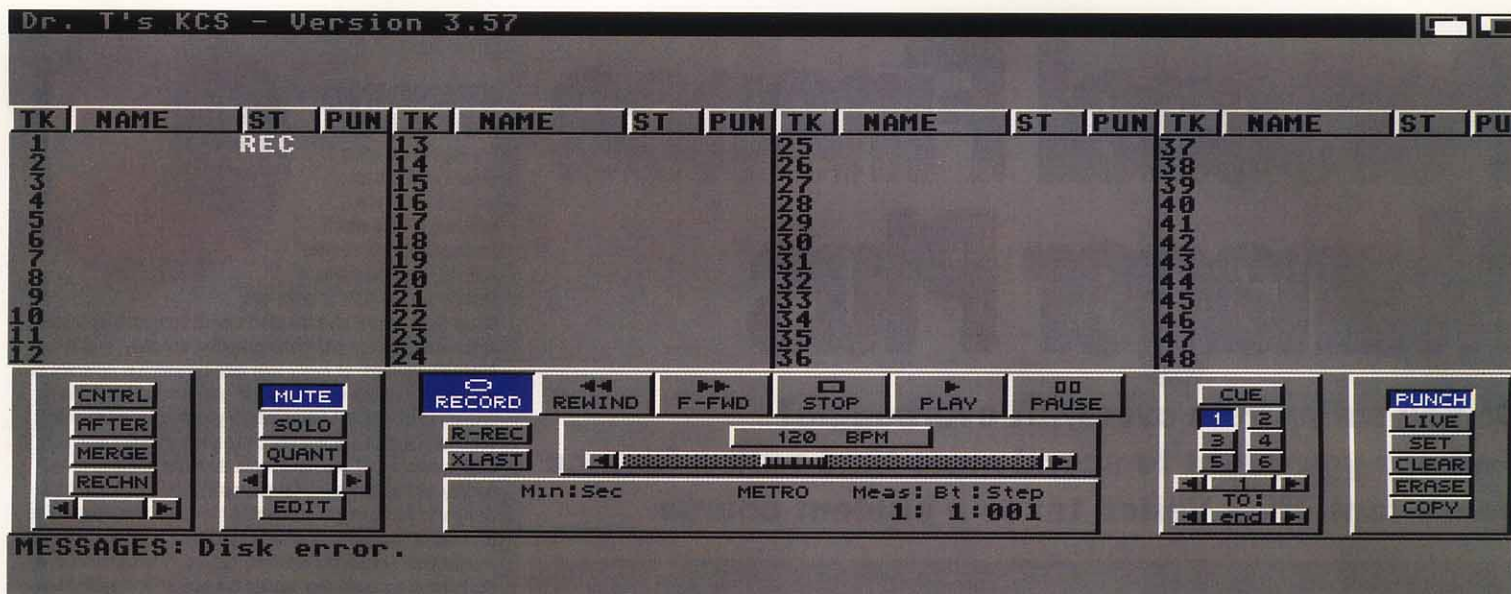 Dr. T's KCS - Version 3.57
TK NAME ST PUN TK NAME ST PUN TK NAME ST PUN TK NAME ST PU
1 REC 13 25 37
2 14 26 38
3 15 27 39
4 16 28 40
5 17 29 41
6 18 30 42
7 19 31 43
8 20 32 44
9 21 33 45
10 22 34 46
11 23 35 47
12 24 36 48
CNTRL
AFTER
MERGE
RECHN
MUTE
SOLO
QUANT
EDIT
RECORD REWIND F-FWD STOP PLAY PAUSE
R-REC
XLAST
120 BPM
Min:Sec METRO Meas: Bt :Step
1: 1:001
CUE
1 2
3 4
5 6
1
TO:
end
PUNCH
LIVE
SET
CLEAR
ERASE
COPY
MESSAGES: Disk error.